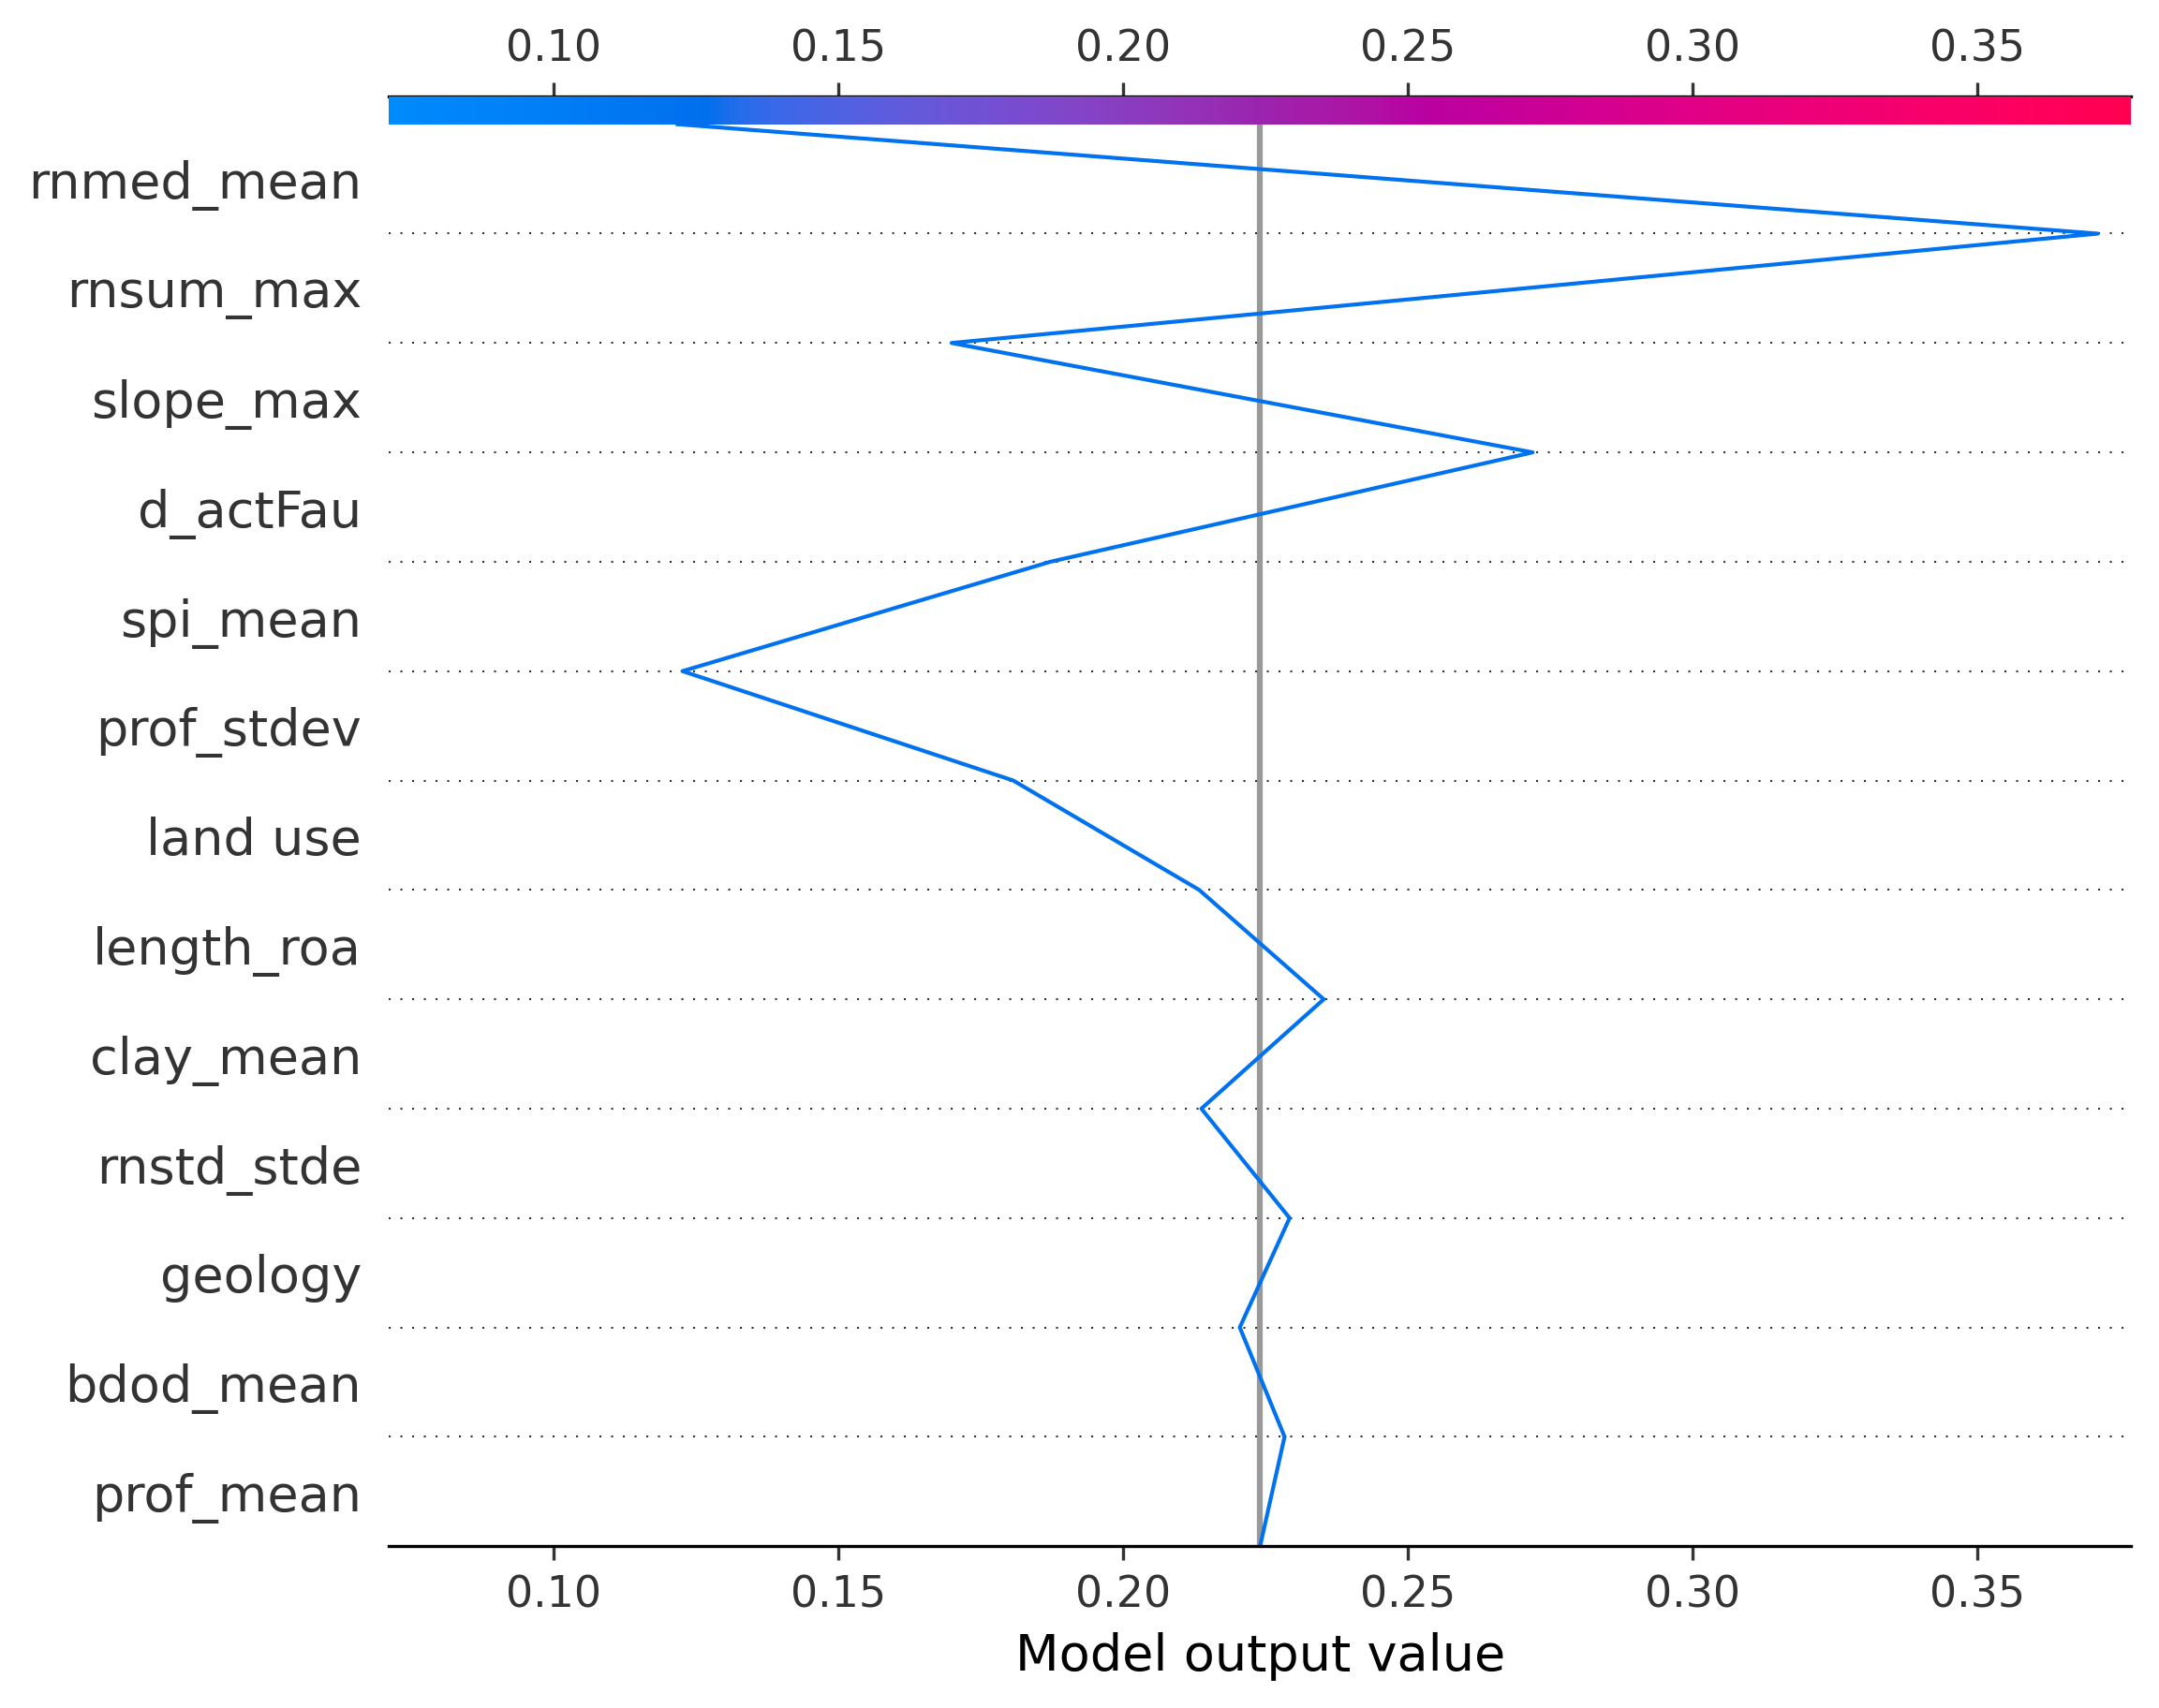 0.10 0.15 0.20 0.25 0.30 0.35
rnmed_mean
rnsum_max
slope_max
d_actFau
spi_mean
prof_stdev
land use
length_roa
clay_mean
rnstd_stde
geology
bdod_mean
prof_mean
0.10 0.15 0.20 0.25 0.30 0.35
Model output value